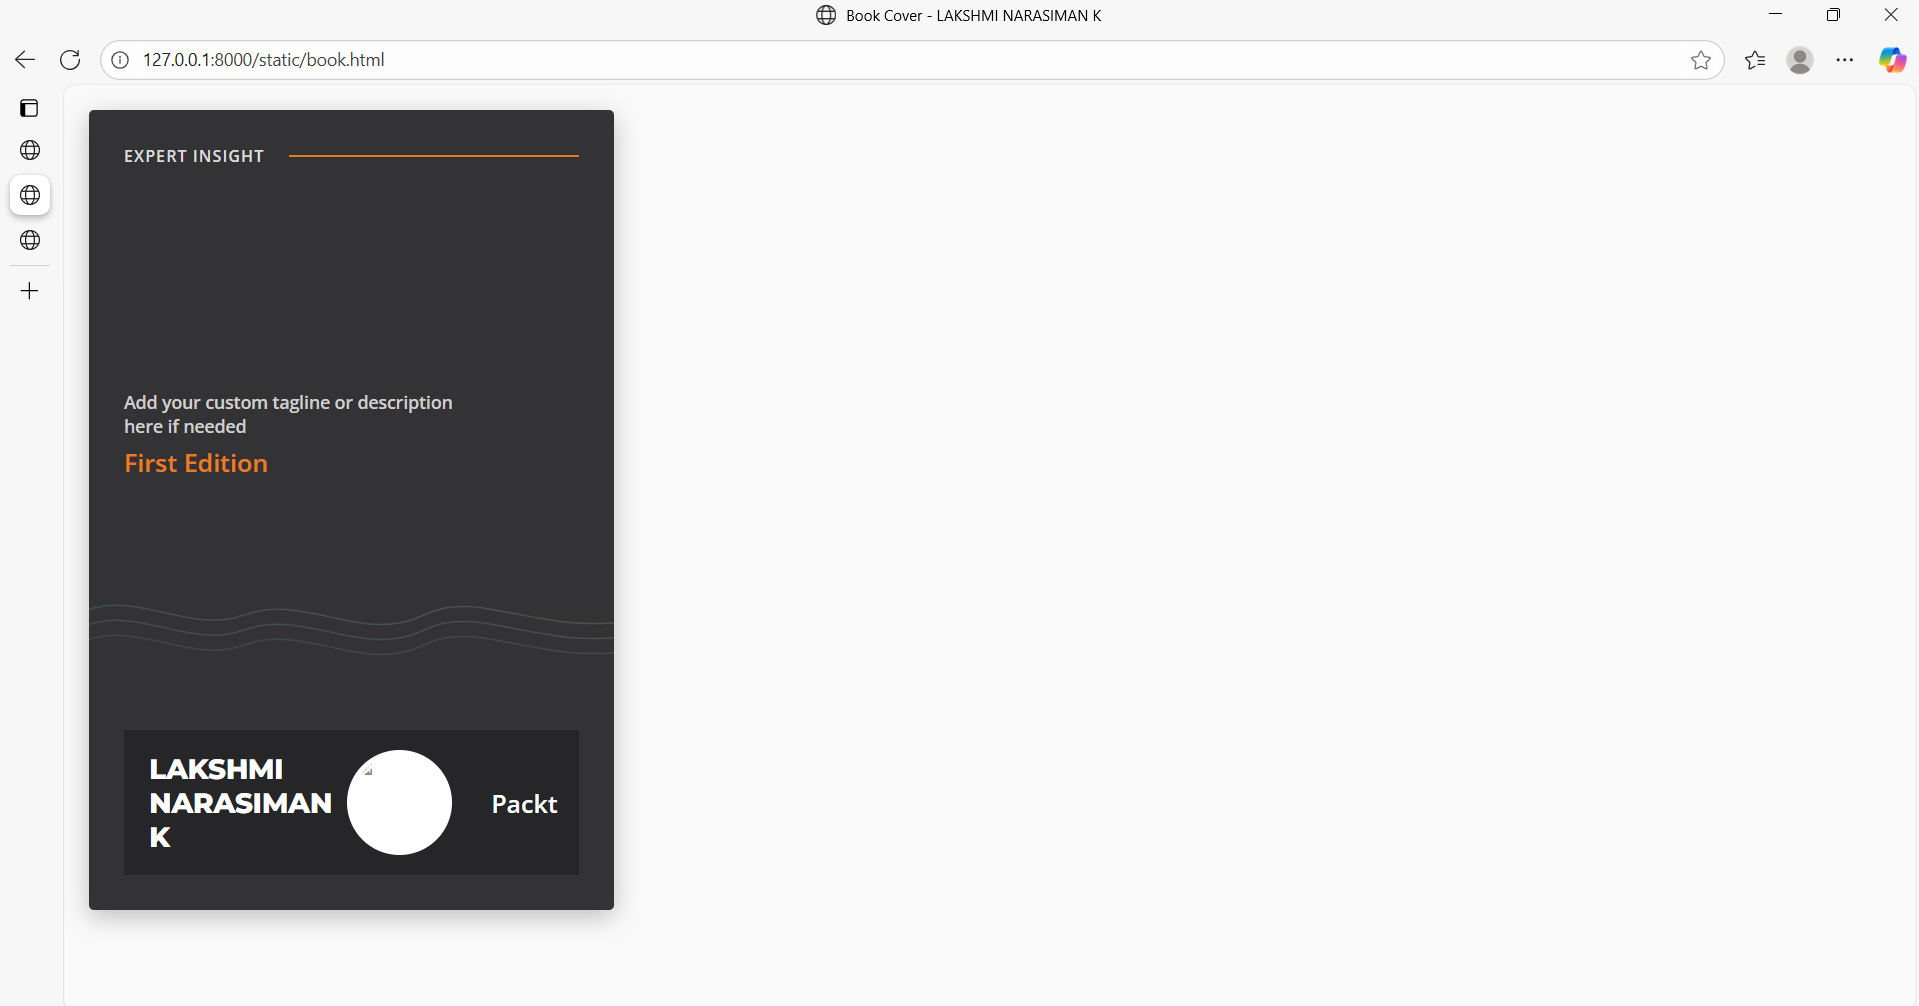 Book Cover - LAKSHMI NARASIMAN K
127.0.0.1:8000/static/book.html
EXPERT INSIGHT
Add your custom tagline or description
here if needed
First Edition
LAKSHMI
NARASIMAN
K
Packt